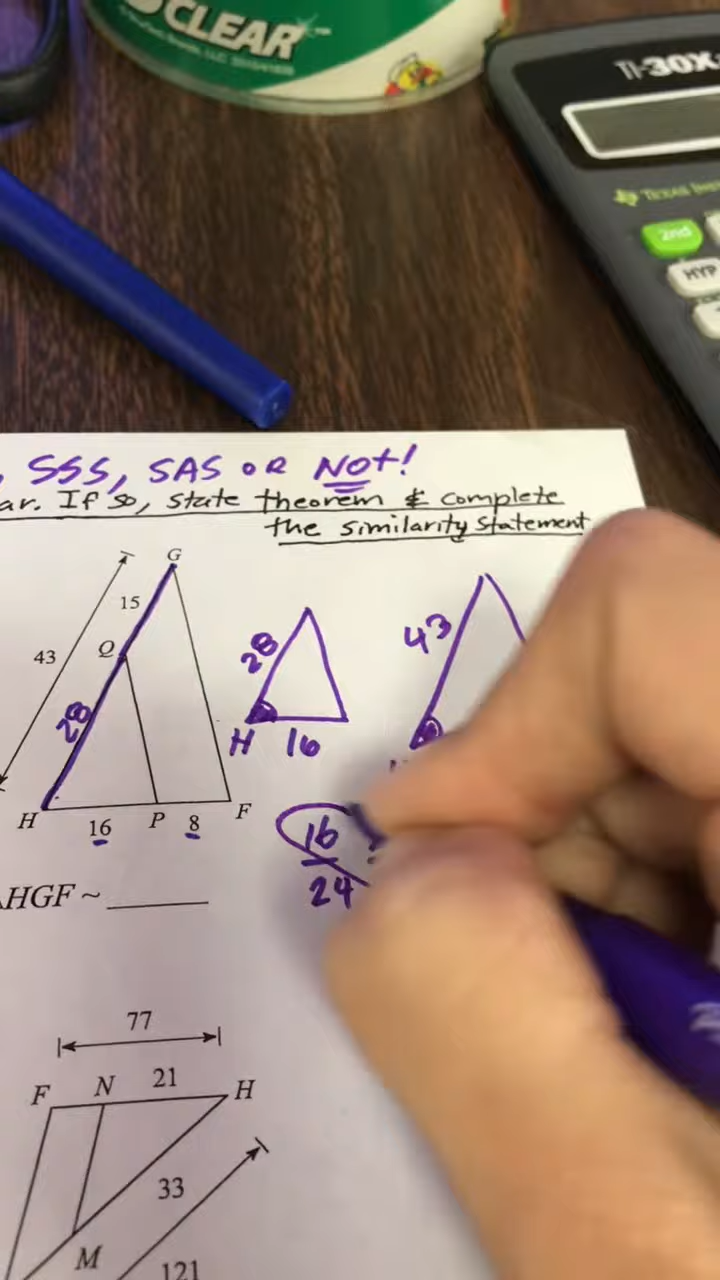 CLEAR
TI-30X
TEXAS
2nd
HYP
, SSS, SAS OR NOT!
ar. If so, state theorem & complete
the similarity statement
G
15
43
Q
28
H
16
P
8
F
28
H
16
43
16
24
HGF ~
77
F
N
21
H
33
M
121